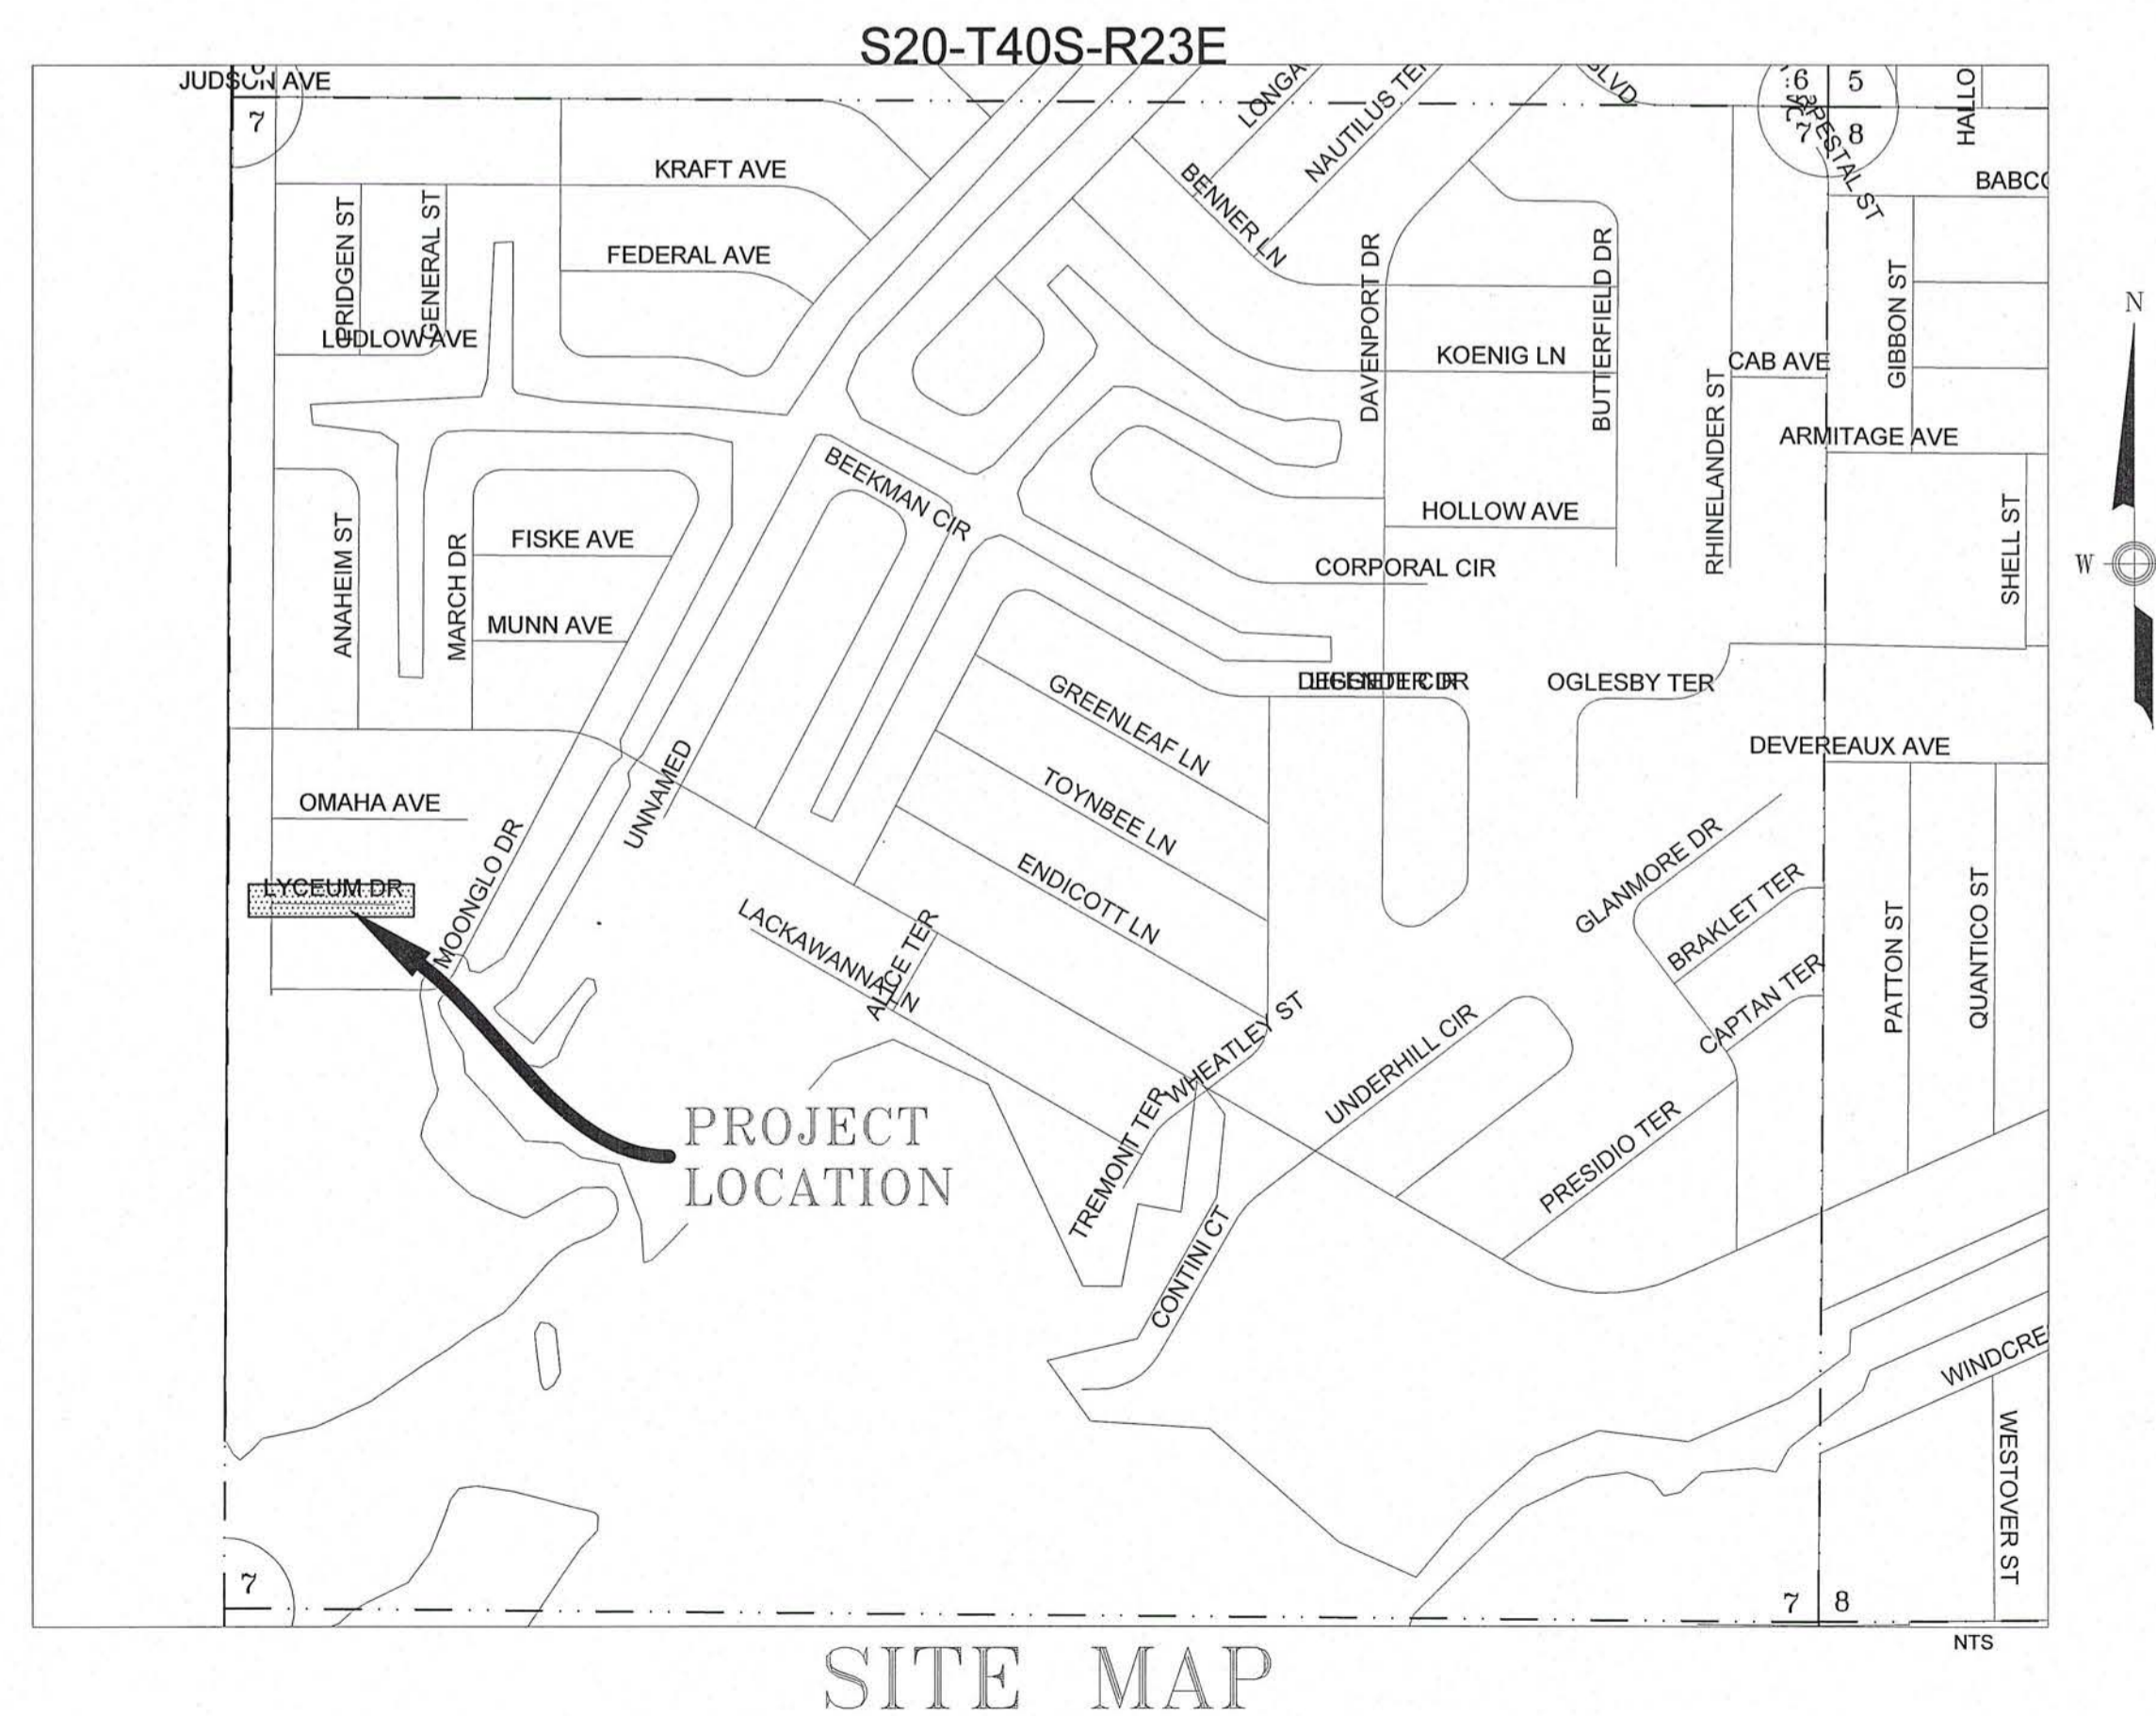 S20-T40S-R23E
JUDSON AVE
7
LONGA
NAUTILUS TE
BLVD
6
5
7
8
HALLO
KRAFT AVE
BENNER LN
BABCO
PRIDGEN ST
GENERAL ST
FEDERAL AVE
DAVENPORT DR
BUTTERFIELD DR
GIBBON ST
N
LUDLOW AVE
KOENIG LN
CAB AVE
RHINELANDER ST
ARMITAGE AVE
BEEKMAN CIR
HOLLOW AVE
SHELL ST
ANAHEIM ST
MARCH DR
FISKE AVE
CORPORAL CIR
W
MUNN AVE
GREENLEAF LN
OGLESBY TER
UNNAMED
TOYNBEE LN
DEVEREAUX AVE
OMAHA AVE
MOONGLO DR
ENDICOTT LN
GLANMORE DR
LYCEUM DR
LACKAWANNA LN
ALICE TER
BRAKLET TER
PATTON ST
QUANTICO ST
CAPTAN TER
WHEATLEY ST
UNDERHILL CIR
PROJECT
LOCATION
TREMONT TER
PRESIDIO TER
CONTINI CT
WINDCRE
WESTOVER ST
7
7
8
NTS
SITE MAP